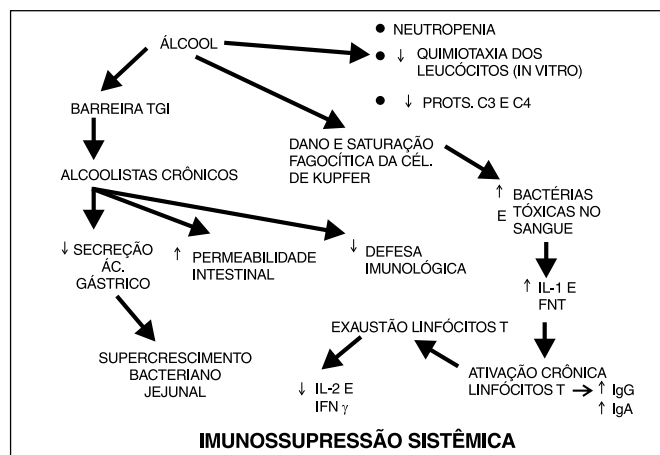 ÁLCOOL
● NEUTROPENIA
● ↓ QUIMIOTAXIA DOS
LEUCÓCITOS (IN VITRO)
● ↓ PROTS. C3 E C4
BARREIRA TGI
ALCOOLISTAS CRÔNICOS
DANO E SATURAÇÃO
FAGOCÍTICA DA CÉL.
DE KUPFER
↑ BACTÉRIAS
E TÓXICAS NO
SANGUE
↓ SECREÇÃO
ÁC.
GÁSTRICO
↑ PERMEABILIDADE
INTESTINAL
↓ DEFESA
IMUNOLÓGICA
↑ IL-1 E
FNT
SUPERCRESCIMENTO
BACTERIANO
JEJUNAL
EXAUSTÃO LINFÓCITOS T
↓ IL-2 E
IFN γ
ATIVAÇÃO CRÔNICA
LINFÓCITOS T → ↑ IgG
↑ IgA
IMUNOSSUPRESSÃO SISTÊMICA